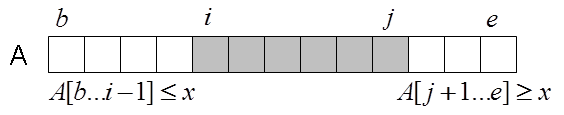 b i j e
A
A[b...i−1] ≤ x A[j+1...e] ≥ x